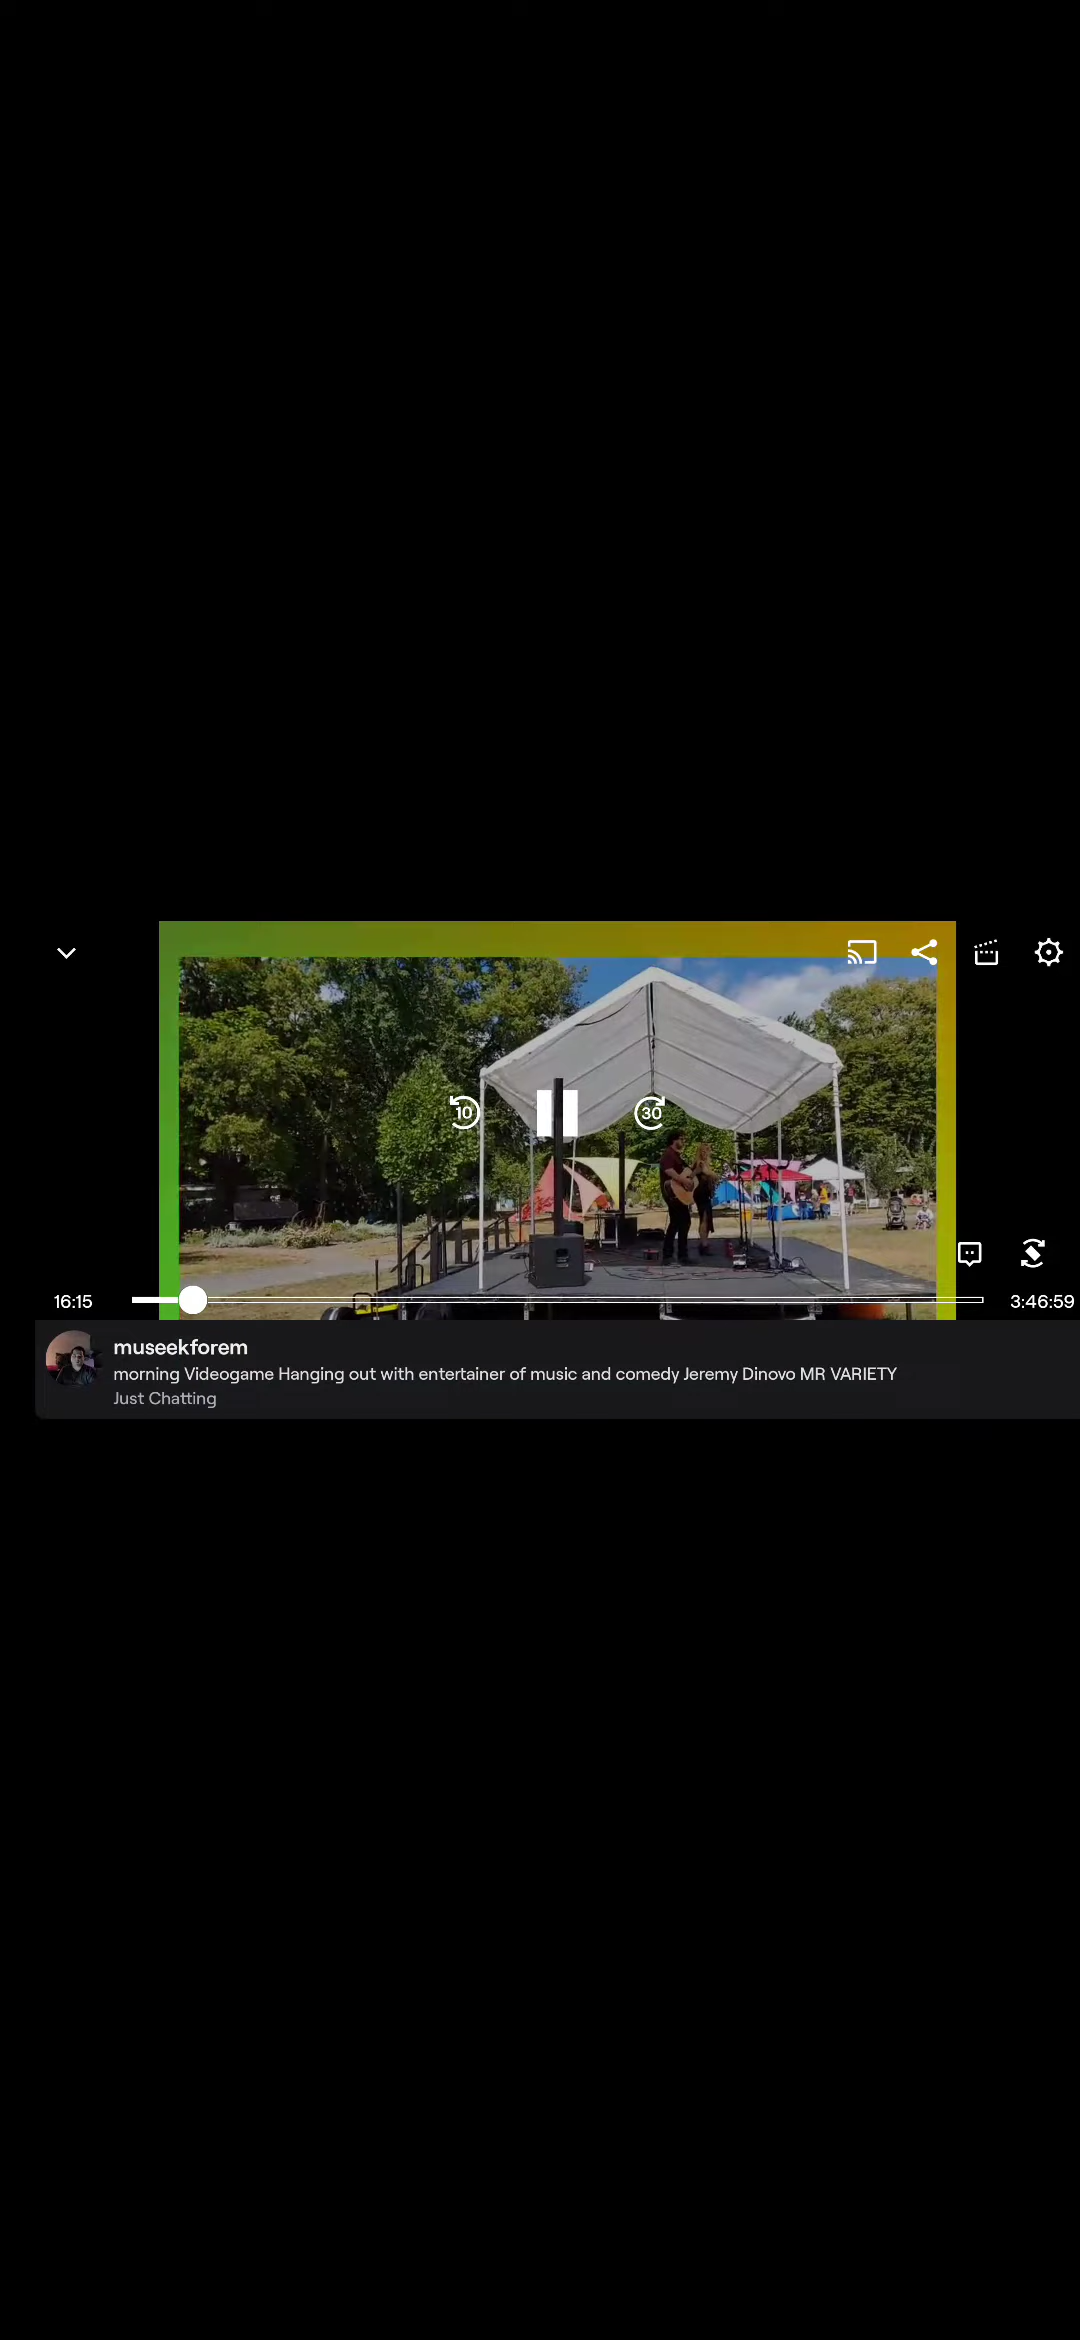 10
30
16:15
3:46:59
museekforem
morning Videogame Hanging out with entertainer of music and comedy Jeremy Dinovo MR VARIETY
Just Chatting